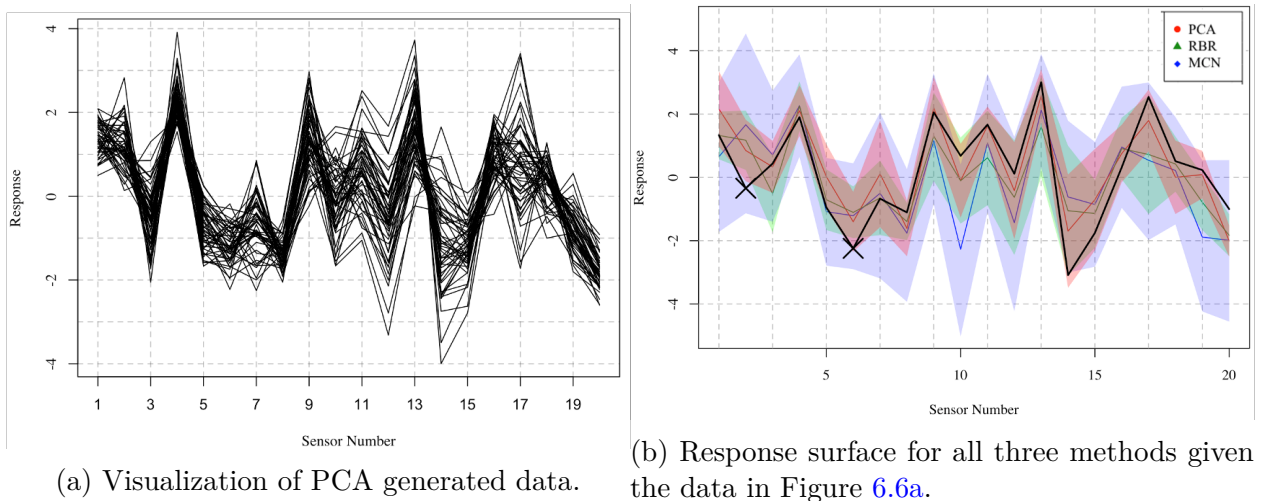 4
2
0
-2
-4
Response
1 3 5 7 9 11 13 15 17 19
Sensor Number
(a) Visualization of PCA generated data.
4
2
0
-2
-4
Response
PCA
RBR
MCN
5 10 15 20
Sensor Number
(b) Response surface for all three methods given
the data in Figure 6.6a.